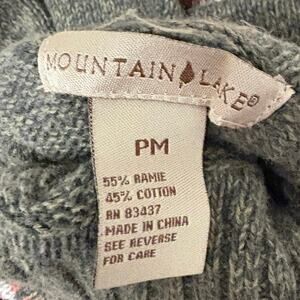 MOUNTAIN LAKE®
PM
55% RAMIE
45% COTTON
RN 83437
MADE IN CHINA
SEE REVERSE
FOR CARE